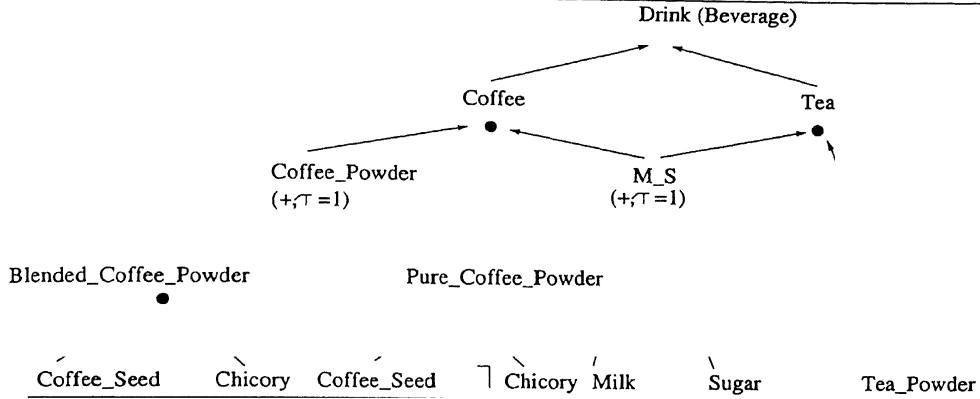 Drink (Beverage)
Coffee Tea
Coffee_Powder M_S
(+,τ=1) (+,τ=1)
Blended_Coffee_Powder Pure_Coffee_Powder
Coffee_Seed Chicory Coffee_Seed ¬ Chicory Milk Sugar Tea_Powder